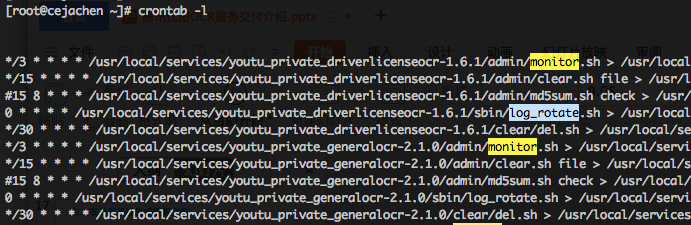 [root@cejachen ~]# crontab -l
*/3 * * * * /usr/local/services/youtu_private_driverlicenseocr-1.6.1/admin/monitor.sh > /usr/local
*/15 * * * * /usr/local/services/youtu_private_driverlicenseocr-1.6.1/admin/clear.sh file > /usr/l
#15 8 * * * /usr/local/services/youtu_private_driverlicenseocr-1.6.1/admin/md5sum.sh check > /usr/
0 * * * * /usr/local/services/youtu_private_driverlicenseocr-1.6.1/sbin/log_rotate.sh > /usr/local
*/30 * * * * /usr/local/services/youtu_private_driverlicenseocr-1.6.1/clear/del.sh > /usr/local/se
*/3 * * * * /usr/local/services/youtu_private_generalocr-2.1.0/admin/monitor.sh > /usr/local/servi
*/15 * * * * /usr/local/services/youtu_private_generalocr-2.1.0/admin/clear.sh file > /usr/local/s
#15 8 * * * /usr/local/services/youtu_private_generalocr-2.1.0/admin/md5sum.sh check > /usr/local/
0 * * * * /usr/local/services/youtu_private_generalocr-2.1.0/sbin/log_rotate.sh > /usr/local/servi
*/30 * * * * /usr/local/services/youtu_private_generalocr-2.1.0/clear/del.sh > /usr/local/services